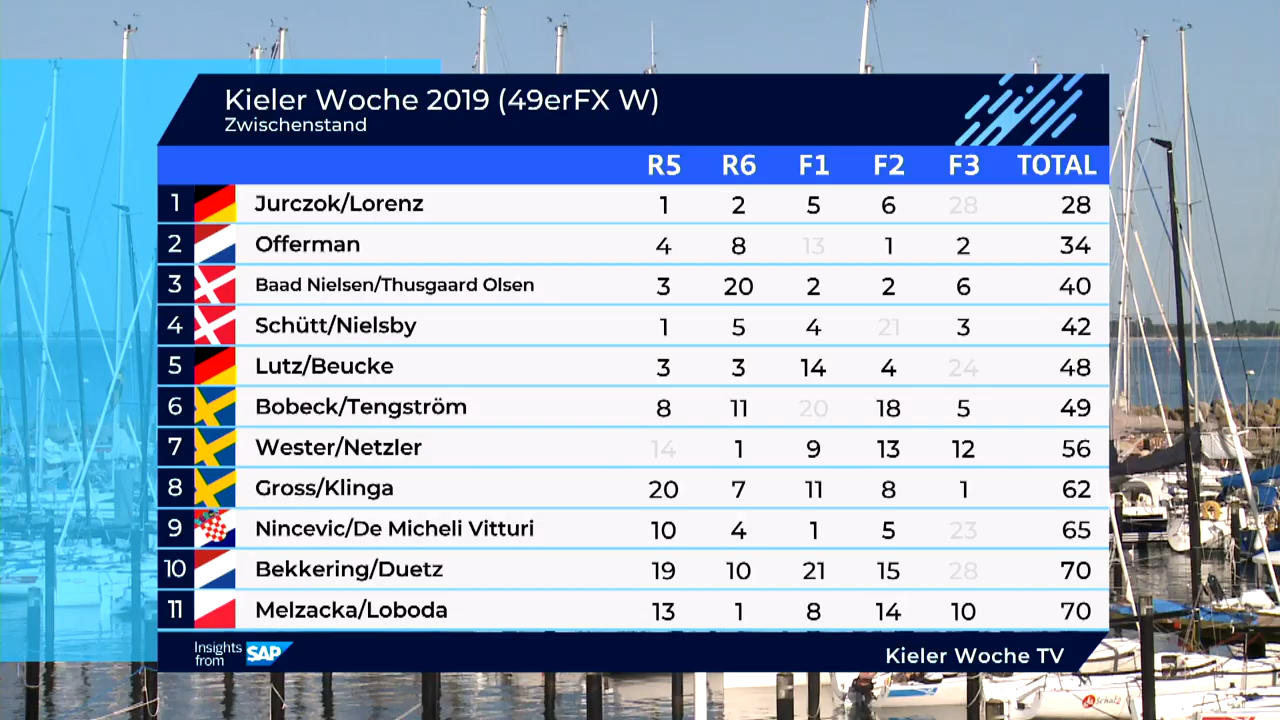 Kieler Woche 2019 (49erFX W)
Zwischenstand
R5 R6 F1 F2 F3 TOTAL
1 Jurczok/Lorenz 1 2 5 6 28 28
2 Offerman 4 8 13 1 2 34
3 Baad Nielsen/Thusgaard Olsen 3 20 2 2 6 40
4 Schütt/Nielsby 1 5 4 21 3 42
5 Lutz/Beucke 3 3 14 4 24 48
6 Bobeck/Tengström 8 11 20 18 5 49
7 Wester/Netzler 14 1 9 13 12 56
8 Gross/Klinga 20 7 11 8 1 62
9 Nincevic/De Micheli Vitturi 10 4 1 5 23 65
10 Bekkering/Duetz 19 10 21 15 28 70
11 Melzacka/Loboda 13 1 8 14 10 70
Insights
from SAP
Kieler Woche TV
Schatz